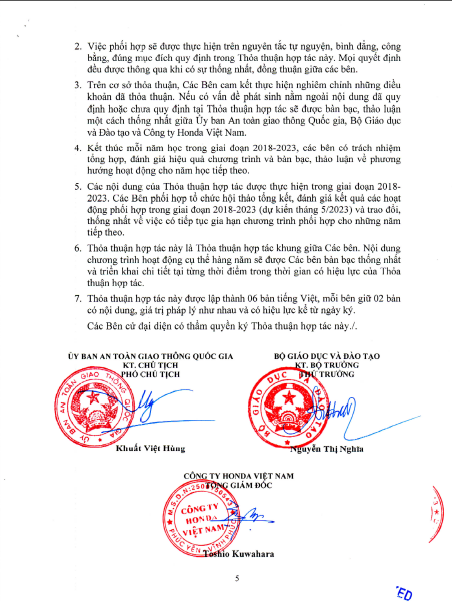 2. Việc phối hợp sẽ được thực hiện trên nguyên tắc tự nguyện, bình đẳng, công
bằng, đúng mục đích quy định trong Thỏa thuận hợp tác này. Mọi quyết định
đều được thông qua khi có sự thống nhất, đồng thuận giữa các bên.
3. Trên cơ sở thỏa thuận, Các Bên cam kết thực hiện nghiêm chỉnh những điều
khoản đã thỏa thuận. Nếu có vấn đề phát sinh nằm ngoài nội dung đã quy
định hoặc chưa quy định tại Thỏa thuận hợp tác sẽ được bàn bạc, thảo luận
một cách thống nhất giữa Ủy ban An toàn giao thông Quốc gia, Bộ Giáo dục
và Đào tạo và Công ty Honda Việt Nam.
4. Kết thúc mỗi năm học trong giai đoạn 2018-2023, các bên có trách nhiệm
tổng hợp, đánh giá hiệu quả chương trình và bàn bạc, thảo luận về phương
hướng hoạt động cho năm học tiếp theo.
5. Các nội dung của Thỏa thuận hợp tác được thực hiện trong giai đoạn 2018-
2023. Các Bên phối hợp tổ chức hội thảo tổng kết, đánh giá kết quả các hoạt
động phối hợp trong giai đoạn 2018-2023 (dự kiến tháng 5/2023) và trao đổi,
thống nhất về việc có tiếp tục gia hạn chương trình phối hợp cho những năm
tiếp theo.
6. Thỏa thuận hợp tác này là Thỏa thuận hợp tác khung giữa Các Bên. Nội dung
chương trình hoạt động cụ thể hàng năm sẽ được Các Bên bàn bạc thống nhất
và triển khai chi tiết tại từng thời điểm trong thời gian có hiệu lực của Thỏa
thuận hợp tác.
7. Thỏa thuận hợp tác này được lập thành 06 bản tiếng Việt, mỗi bên giữ 02 bản
có nội dung, giá trị pháp lý như nhau và có hiệu lực kể từ ngày ký.
Các Bên cử đại diện có thẩm quyền ký Thỏa thuận hợp tác này./.
ỦY BAN AN TOÀN GIAO THÔNG QUỐC GIA
KT. CHỦ TỊCH
PHÓ CHỦ TỊCH
ỦY BAN AN TOÀN GIAO THÔNG QUỐC GIA
Khuất Việt Hùng
BỘ GIÁO DỤC VÀ ĐÀO TẠO
KT. BỘ TRƯỞNG
THỨ TRƯỞNG
BỘ GIÁO DỤC VÀ ĐÀO TẠO
Nguyễn Thị Nghĩa
CÔNG TY HONDA VIỆT NAM
TỔNG GIÁM ĐỐC
CÔNG TY
HONDA
VIỆT NAM
Toshio Kuwahara
5
ED